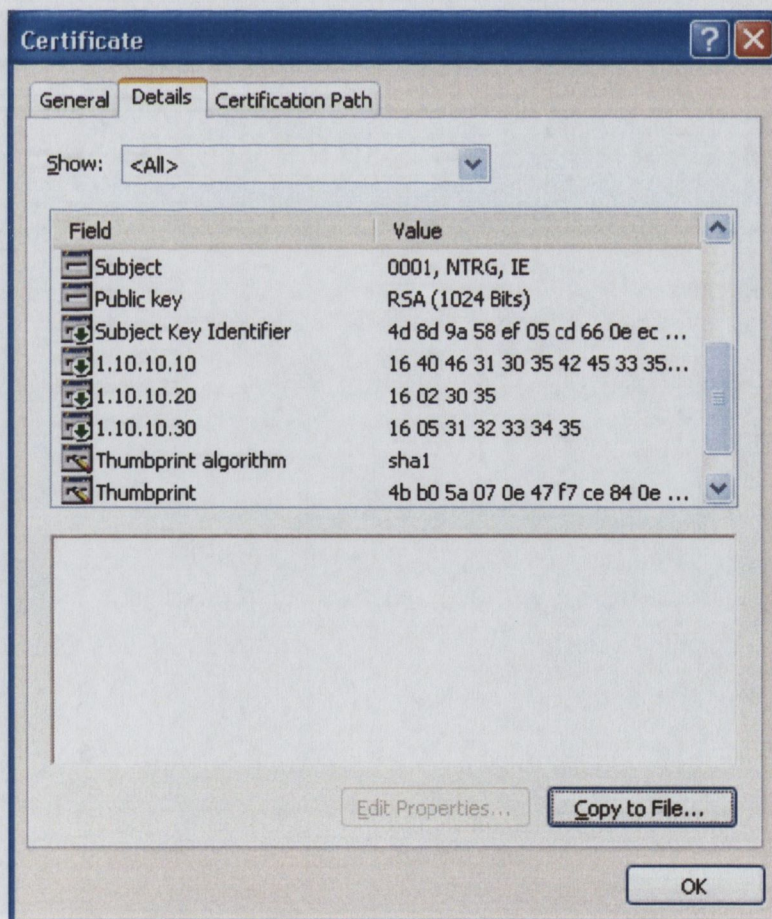 Certificate
General Details Certification Path
Show: <All>
Field Value
Subject 0001, NTRG, IE
Public key RSA (1024 Bits)
Subject Key Identifier 4d 8d 9a 58 ef 05 cd 66 0e ec ...
1.10.10.10 16 40 46 31 30 35 42 45 33 35...
1.10.10.20 16 02 30 35
1.10.10.30 16 05 31 32 33 34 35
Thumbprint algorithm sha1
Thumbprint 4b b0 5a 07 0e 47 f7 ce 84 0e ...
Edit Properties... Copy to File...
OK